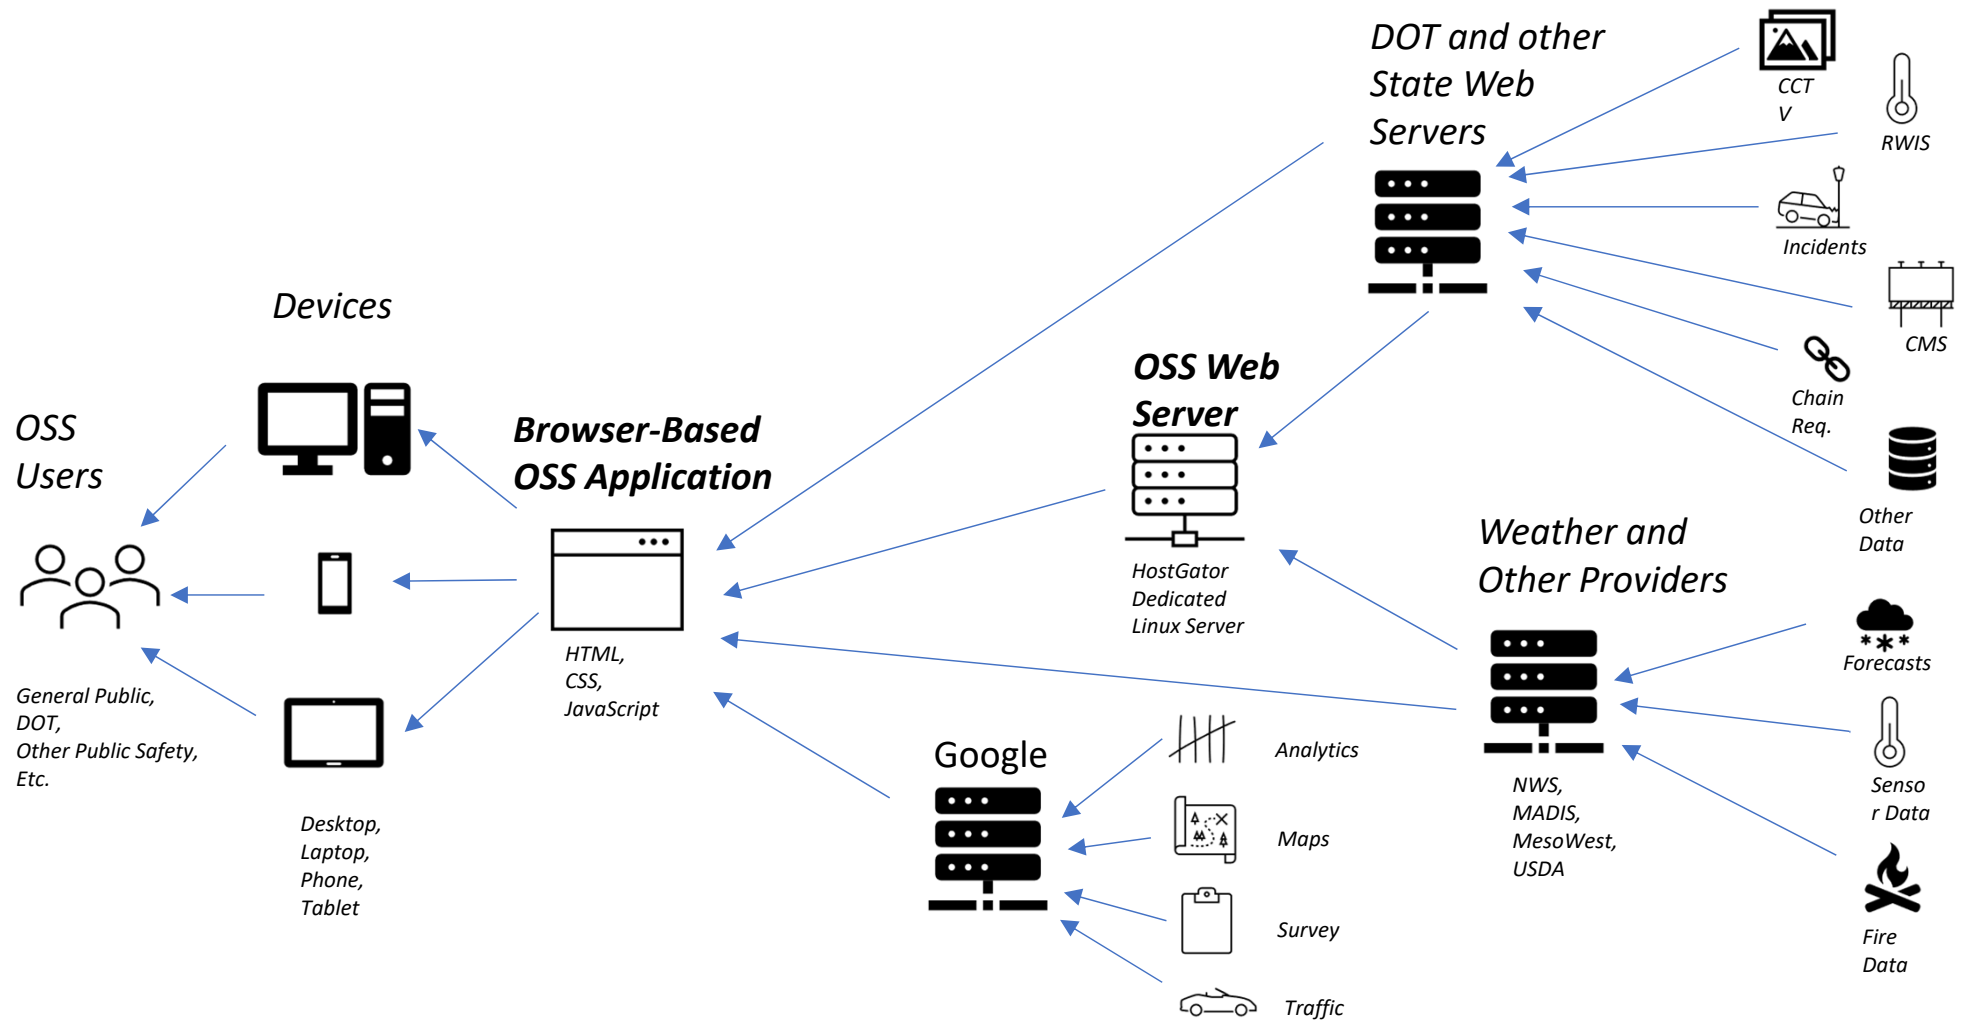 DOT and other
State Web
Servers
CCT
V
RWIS
Incidents
CMS
Chain
Req.
Other
Data
Devices
OSS
Users
General Public,
DOT,
Other Public Safety,
Etc.
Desktop,
Laptop,
Phone,
Tablet
Browser-Based
OSS Application
HTML,
CSS,
JavaScript
OSS Web
Server
HostGator
Dedicated
Linux Server
Weather and
Other Providers
NWS,
MADIS,
MesoWest,
USDA
Forecasts
Senso
r Data
Fire
Data
Google
Analytics
Maps
Survey
Traffic